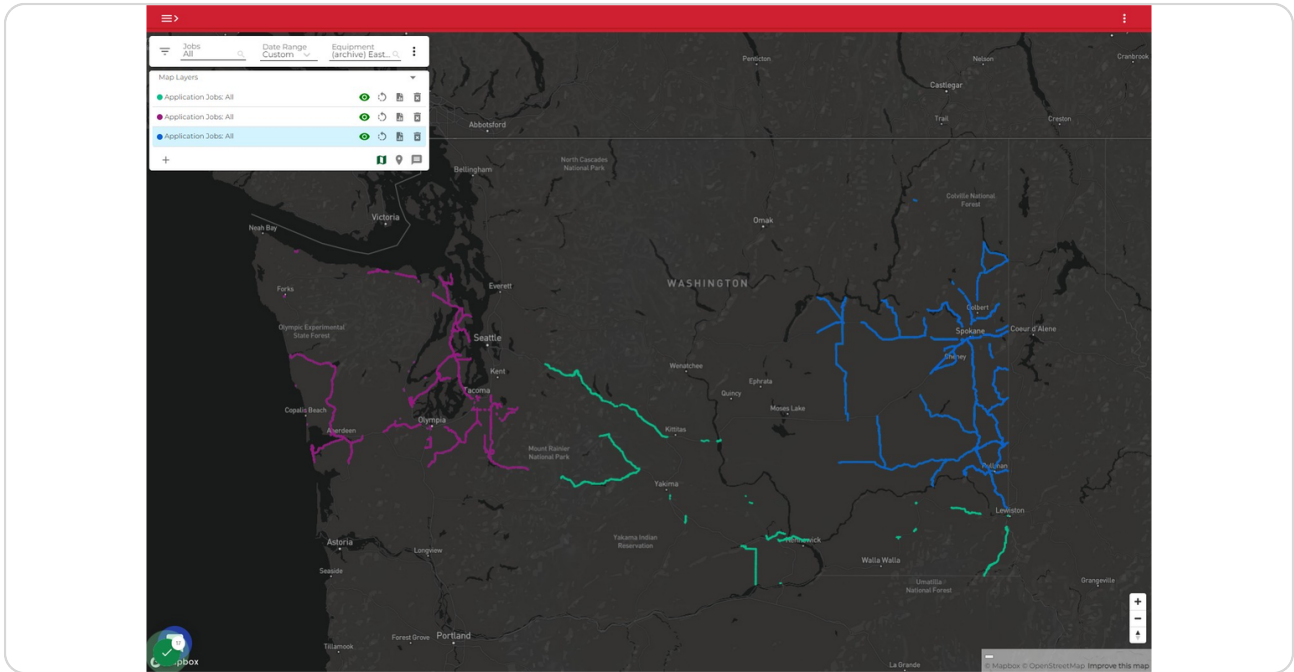 Jobs
All
Date Range
Custom
Equipment
(archive) East...
Map Layers
Application Jobs: All
Application Jobs: All
Application Jobs: All
Penticton
Nelson
Cranbrook
Castlegar
Trail
Creston
Abbotsford
Bellingham
North Cascades
National Park
Colville National
Forest
Victoria
Omak
Neah Bay
WASHINGTON
Forks
Everett
Colbert
Olympic Experimental
State Forest
Seattle
Spokane
Coeur d'Alene
Cheney
Wenatchee
Kent
Ephrata
Tacoma
Quincy
Copalis Beach
Moses Lake
Olympia
Aberdeen
Kittitas
Mount Rainier
National Park
Pullman
Yakima
Lewiston
Yakama Indian
Reservation
Astoria
Kennewick
Longview
Walla Walla
Seaside
Umatilla
National Forest
Grangeville
Forest Grove
Portland
Tillamook
La Grande
17
© Mapbox © OpenStreetMap Improve this map